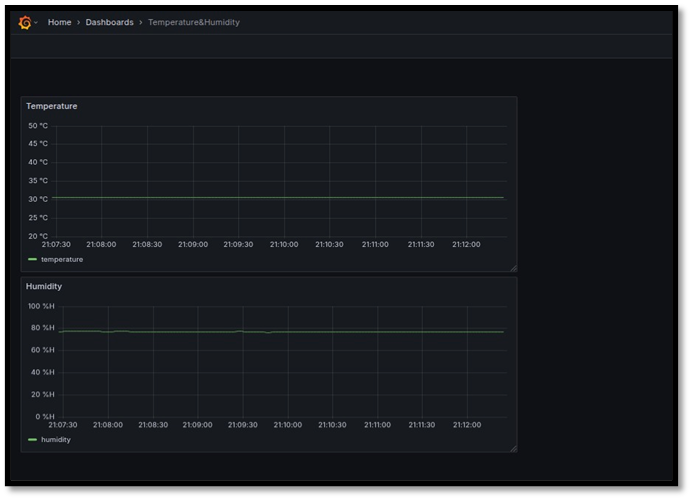 Home > Dashboards > Temperature&Humidity
Temperature
50 °C
45 °C
40 °C
35 °C
30 °C
25 °C
20 °C
21:07:30 21:08:00 21:08:30 21:09:00 21:09:30 21:10:00 21:10:30 21:11:00 21:11:30 21:12:00
temperature
Humidity
100 %H
80 %H
60 %H
40 %H
20 %H
0 %H
21:07:30 21:08:00 21:08:30 21:09:00 21:09:30 21:10:00 21:10:30 21:11:00 21:11:30 21:12:00
humidity